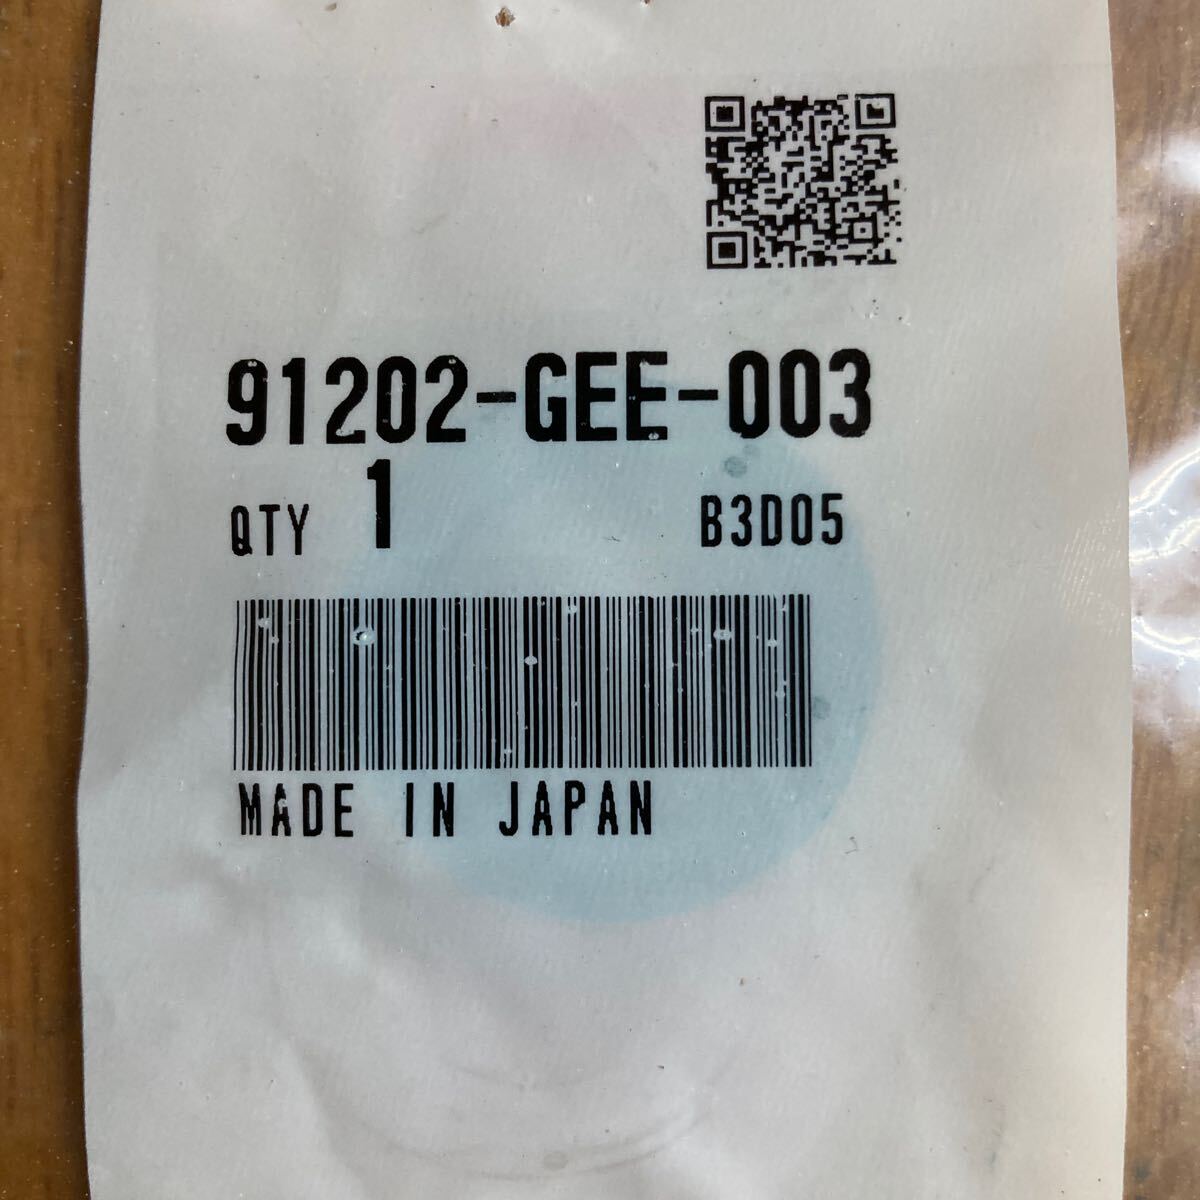 91202-GEE-003
QTY 1 B3D05
MADE IN JAPAN